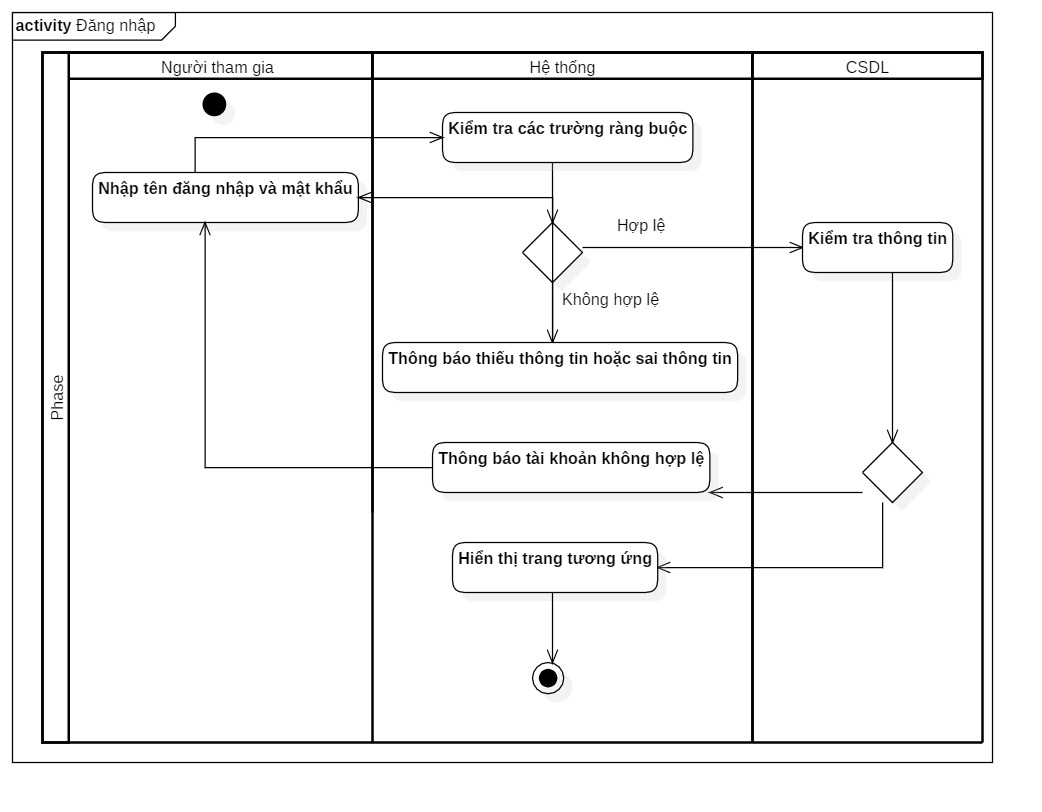 activity Đăng nhập
Người tham gia
Hệ thống
CSDL
Phase
Kiểm tra các trường ràng buộc
Nhập tên đăng nhập và mật khẩu
Hợp lệ
Kiểm tra thông tin
Không hợp lệ
Thông báo thiếu thông tin hoặc sai thông tin
Thông báo tài khoản không hợp lệ
Hiển thị trang tương ứng